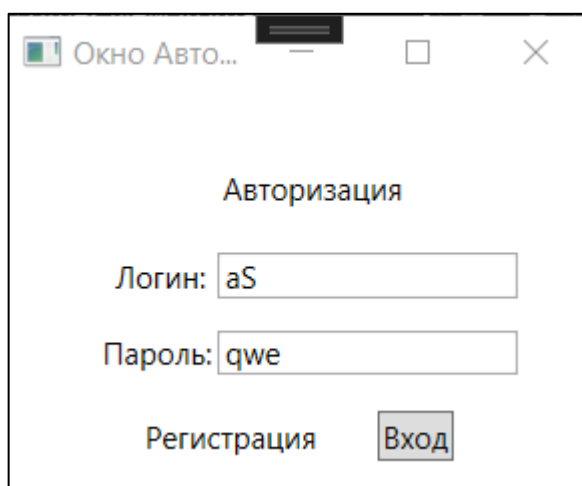 Окно Авто...
Авторизация
Логин: aS
Пароль: qwe
Регистрация Вход